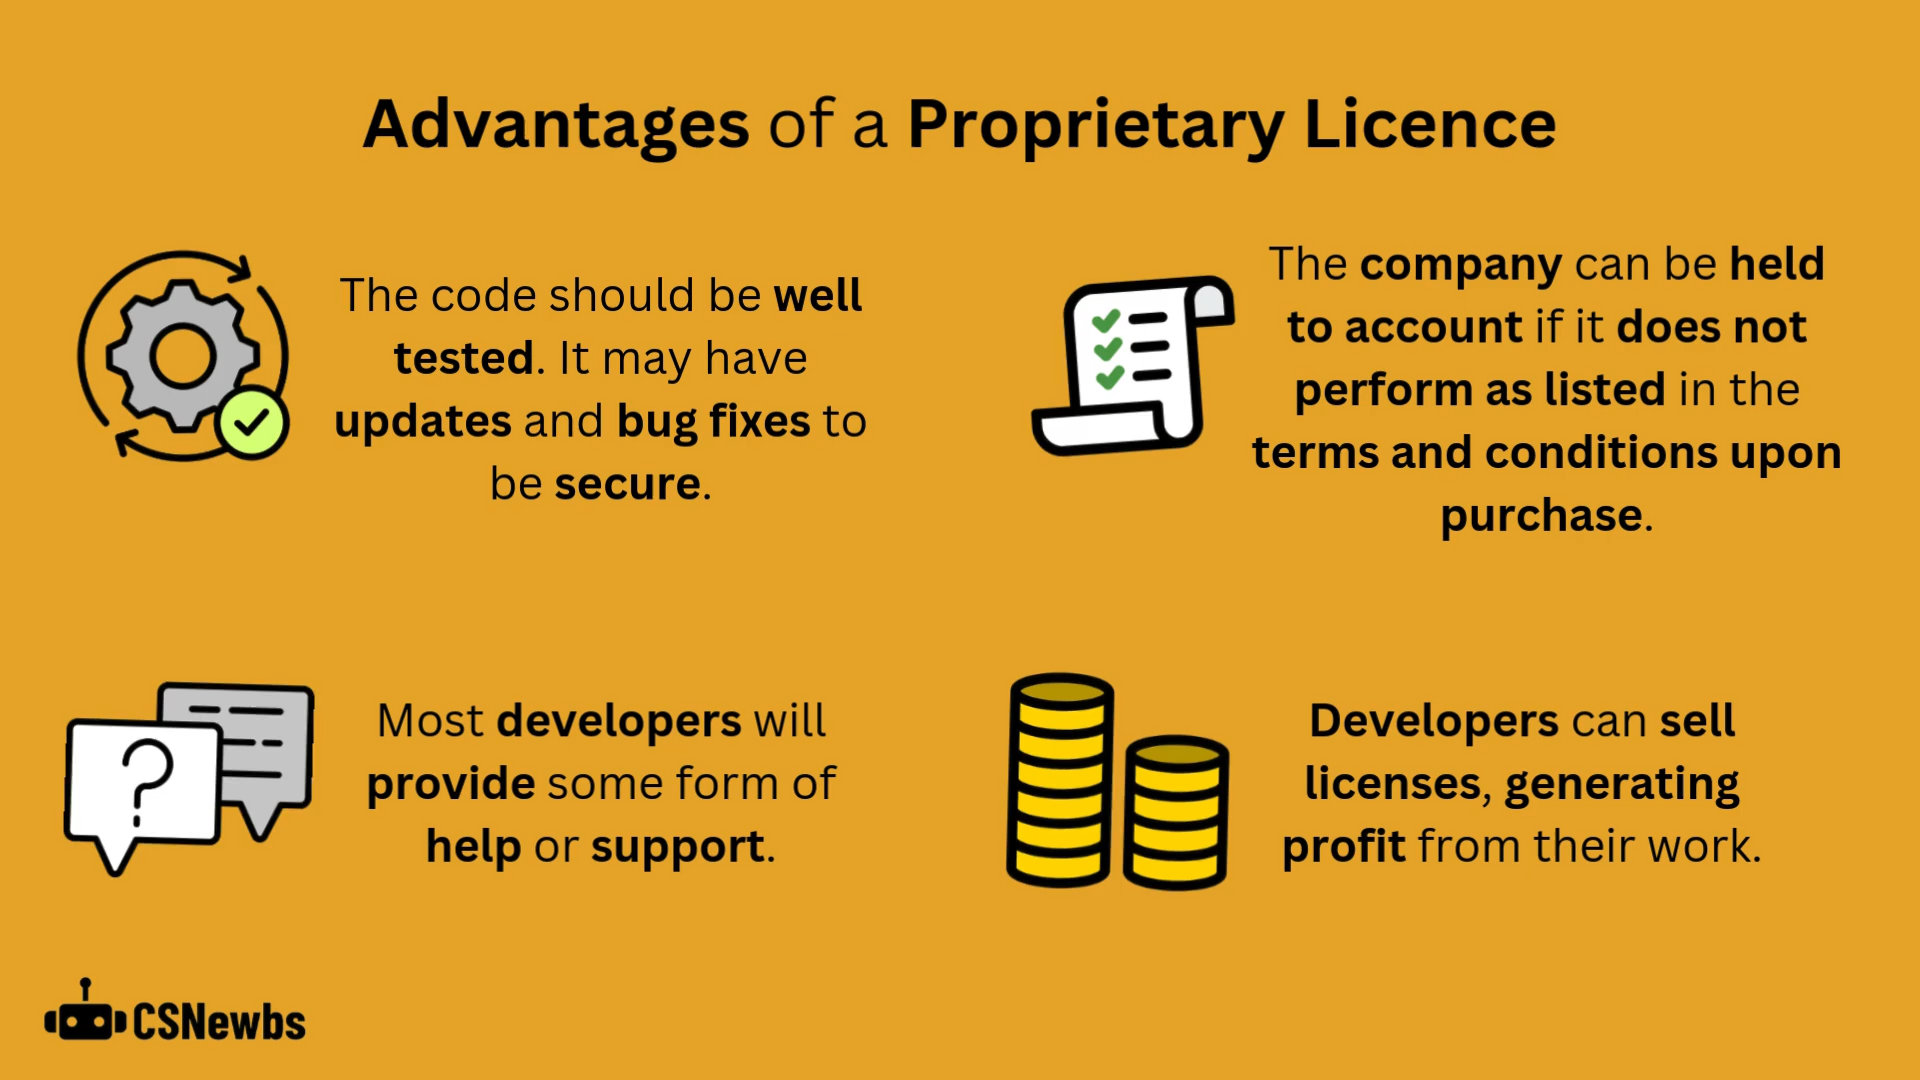 Advantages of a Proprietary Licence
The code should be well
tested. It may have
updates and bug fixes to
be secure.
The company can be held
to account if it does not
perform as listed in the
terms and conditions upon
purchase.
Most developers will
provide some form of
help or support.
Developers can sell
licenses, generating
profit from their work.
CSNewbs